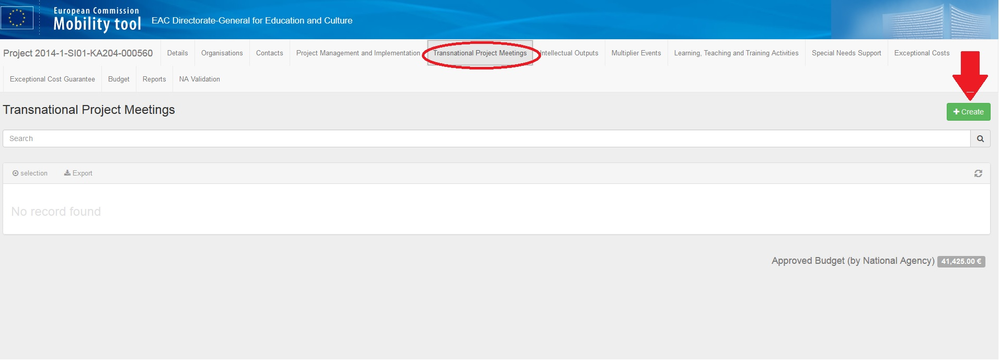 European Commission
Mobility tool
EAC Directorate-General for Education and Culture
Project 2014-1-SI01-KA204-000560 Details Organisations Contacts Project Management and Implementation Transnational Project Meetings Intellectual Outputs Multiplier Events Learning, Teaching and Training Activities Special Needs Support Exceptional Costs
Exceptional Cost Guarantee Budget Reports NA Validation
Transnational Project Meetings
Create
Search
selection Export
No record found
Approved Budget (by National Agency) 41,425.00 €